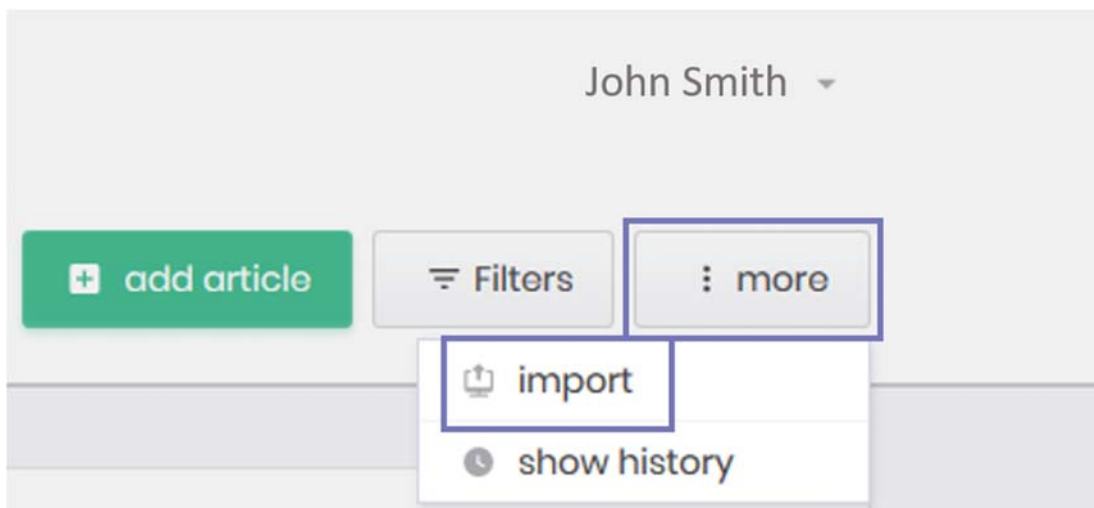 John Smith
add article
Filters
more
import
show history